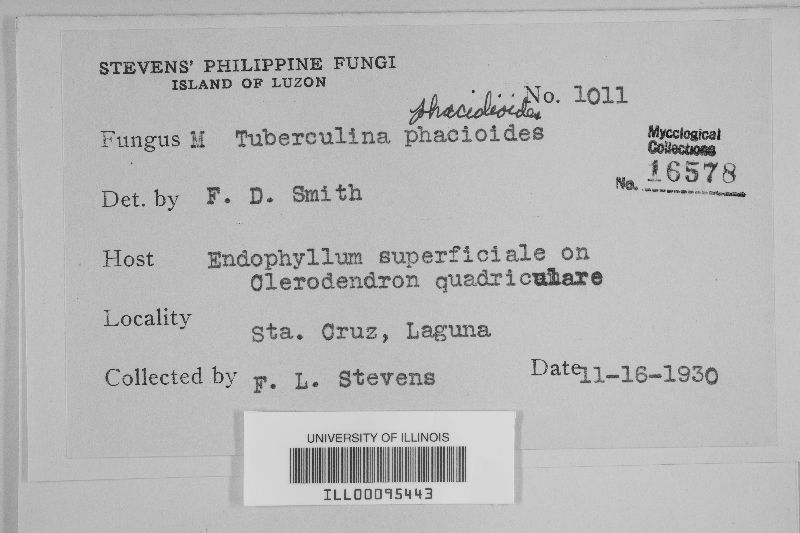 STEVENS' PHILIPPINE FUNGI
ISLAND OF LUZON
No. 1011
phacidioides
Fungus M Tuberculina phacioides
Mycological
Collections
No. 16578
Det. by F. D. Smith
Host Endophyllum superficiale on
Clerodendron quadriculare
Locality
Sta. Cruz, Laguna
Collected by F. L. Stevens Date 11-16-1930
UNIVERSITY OF ILLINOIS
ILL00095443